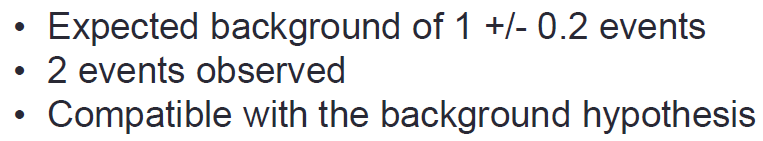 • Expected background of 1 +/- 0.2 events
• 2 events observed
• Compatible with the background hypothesis